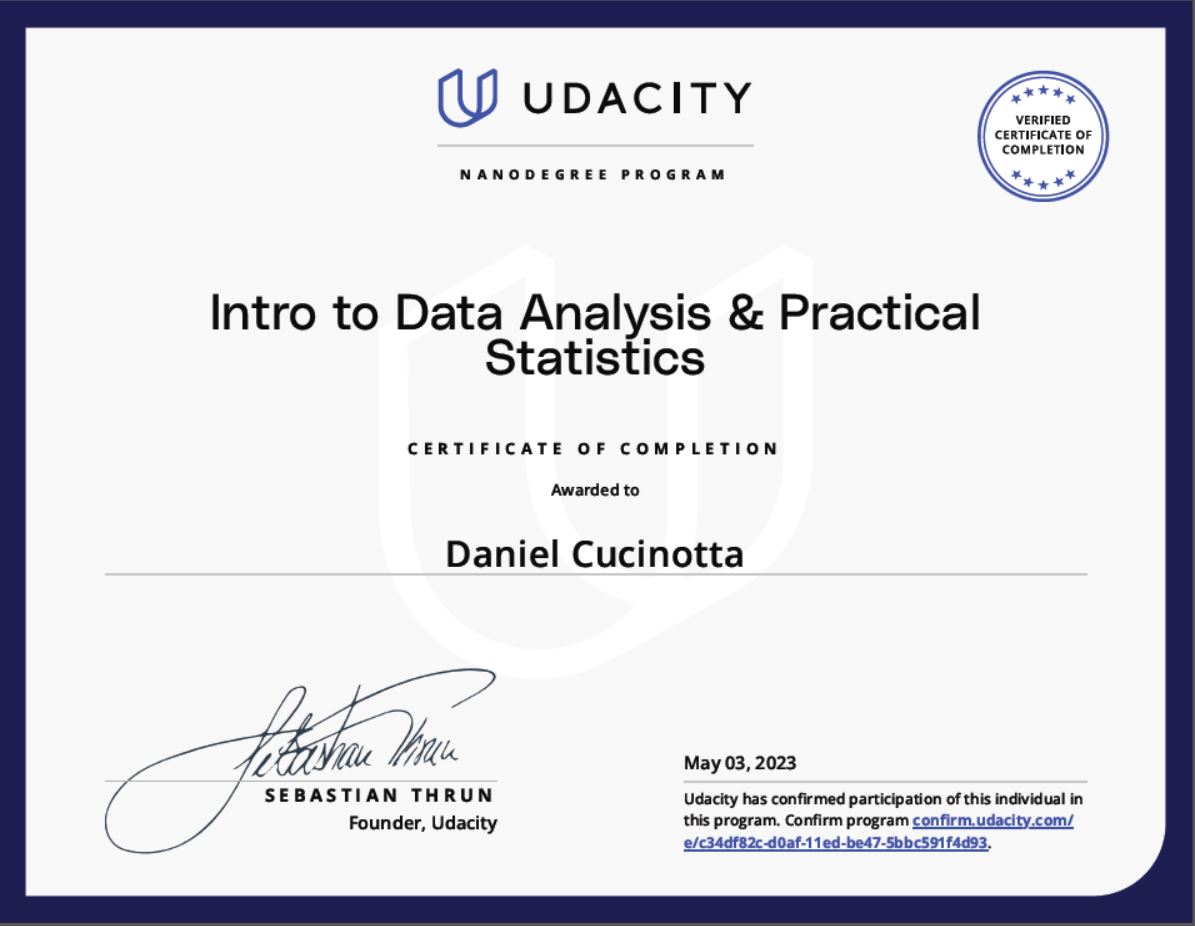 UDACITY
NANODEGREE PROGRAM
VERIFIED
CERTIFICATE OF
COMPLETION
Intro to Data Analysis & Practical
Statistics
CERTIFICATE OF COMPLETION
Awarded to
Daniel Cucinotta
Sebastian Thrun
SEBASTIAN THRUN
Founder, Udacity
May 03, 2023
Udacity has confirmed participation of this individual in
this program. Confirm program confirm.udacity.com/
e/c34df82c-d0af-11ed-be47-5bbc591f4d93.